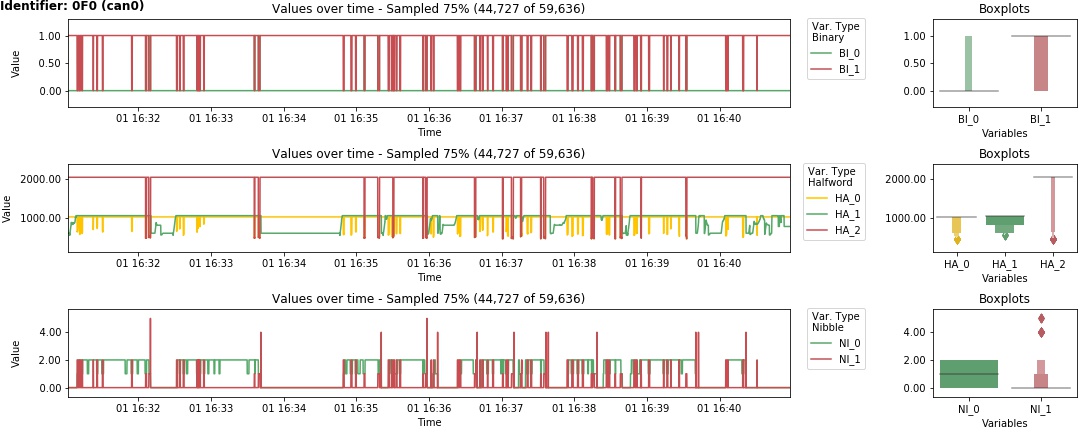 Identifier: 0F0 (can0)
Values over time - Sampled 75% (44,727 of 59,636)
Boxplots
Value
1.00
0.50
0.00
01 16:32 01 16:33 01 16:34 01 16:35 01 16:36 01 16:37 01 16:38 01 16:39 01 16:40
Time
Var. Type
Binary
BI_0
BI_1
1.00
0.50
0.00
BI_0 BI_1
Variables
Values over time - Sampled 75% (44,727 of 59,636)
Boxplots
Value
2000.00
1000.00
01 16:32 01 16:33 01 16:34 01 16:35 01 16:36 01 16:37 01 16:38 01 16:39 01 16:40
Time
Var. Type
Halfword
HA_0
HA_1
HA_2
2000.00
1000.00
HA_0 HA_1 HA_2
Variables
Values over time - Sampled 75% (44,727 of 59,636)
Boxplots
Value
4.00
2.00
0.00
01 16:32 01 16:33 01 16:34 01 16:35 01 16:36 01 16:37 01 16:38 01 16:39 01 16:40
Time
Var. Type
Nibble
NI_0
NI_1
4.00
2.00
0.00
NI_0 NI_1
Variables